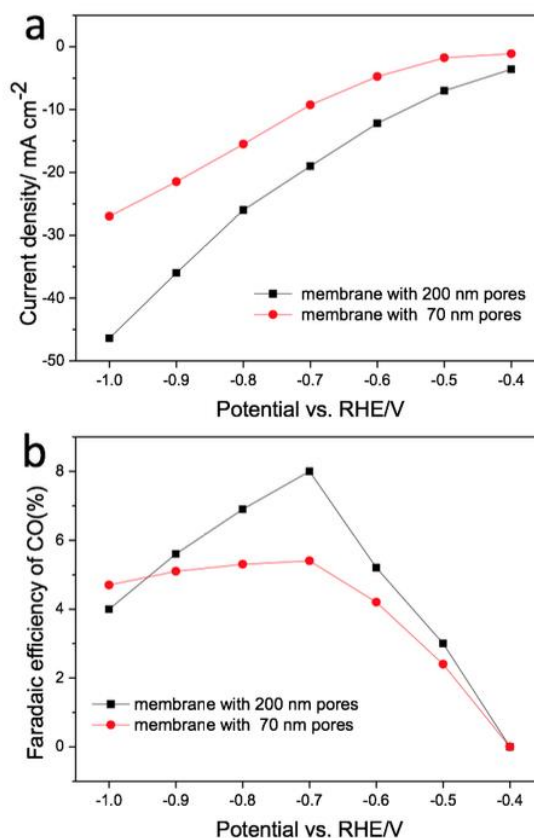 a
0
-10
-20
-30
-40
-50
Current density/ mA cm-2
membrane with 200 nm pores
membrane with 70 nm pores
-1.0 -0.9 -0.8 -0.7 -0.6 -0.5 -0.4
Potential vs. RHE/V
b
8
6
4
2
0
Faradaic efficiency of CO(%)
membrane with 200 nm pores
membrane with 70 nm pores
-1.0 -0.9 -0.8 -0.7 -0.6 -0.5 -0.4
Potential vs. RHE/V